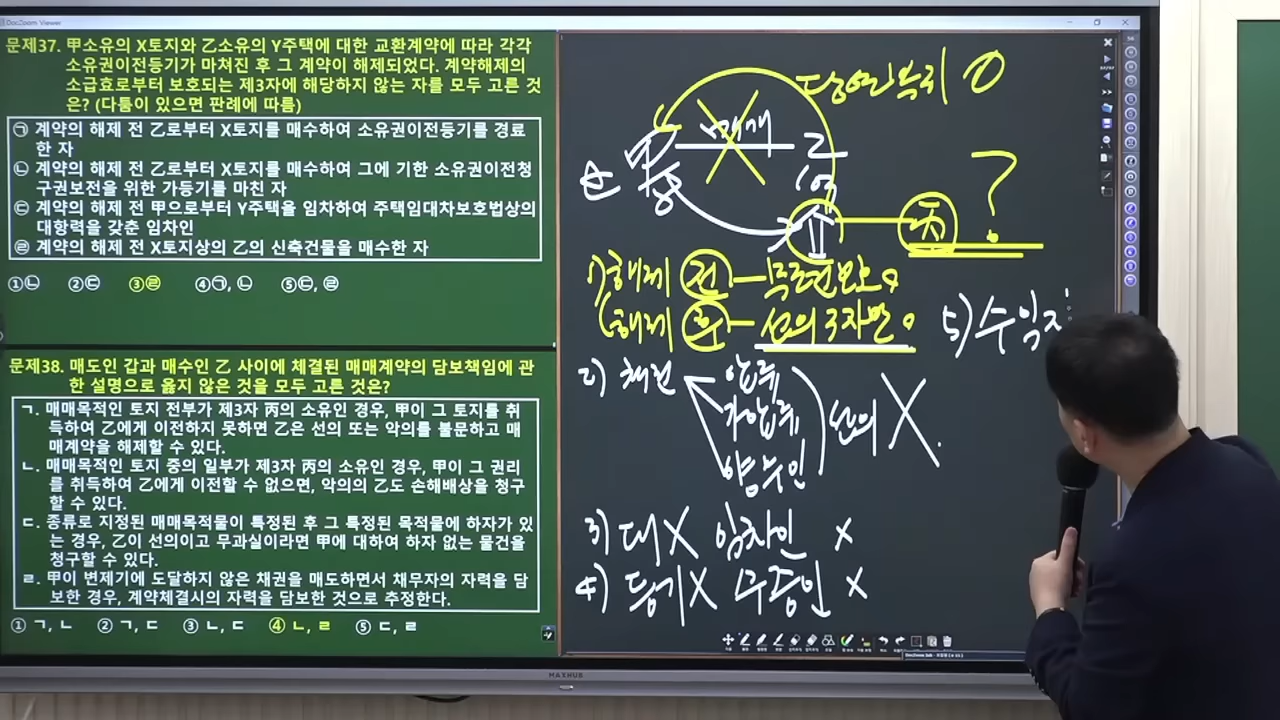 DocZoom Viewer
문제37. 甲소유의 X토지와 乙소유의 Y주택에 대한 교환계약에 따라 각각
소유권이전등기가 마쳐진 후 그 계약이 해제되었다. 계약해제의
소급효로부터 보호되는 제3자에 해당하지 않는 자를 모두 고른 것
은? (다툼이 있으면 판례에 따름)
㉠ 계약의 해제 전 乙로부터 X토지를 매수하여 소유권이전등기를 경료
한 자
㉡ 계약의 해제 전 乙로부터 X토지를 매수하여 그에 기한 소유권이전청
구권보전을 위한 가등기를 마친 자
㉢ 계약의 해제 전 甲으로부터 Y주택을 임차하여 주택임대차보호법상의
대항력을 갖춘 임차인
㉣ 계약의 해제 전 X토지상의 乙의 신축건물을 매수한 자
①㉡ ②㉢ ③㉣ ④㉠, ㉡ ⑤㉢, ㉣
문제38. 매도인 갑과 매수인 乙 사이에 체결된 매매계약의 담보책임에 관
한 설명으로 옳지 않은 것을 모두 고른 것은?
ㄱ. 매매목적인 토지 전부가 제3자 丙의 소유인 경우, 甲이 그 토지를 취
득하여 乙에게 이전하지 못하면 乙은 선의 또는 악의를 불문하고 매
매계약을 해제할 수 있다.
ㄴ. 매매목적인 토지 중의 일부가 제3자 丙의 소유인 경우, 甲이 그 권리
를 취득하여 乙에게 이전할 수 없으면, 악의의 乙도 손해배상을 청구
할 수 있다.
ㄷ. 종류로 지정된 매매목적물이 특정된 후 그 특정된 목적물에 하자가 있
는 경우, 乙이 선의이고 무과실이라면 甲에 대하여 하자 없는 물건을
청구할 수 있다.
ㄹ. 甲이 변제기에 도달하지 않은 채권을 매도하면서 채무자의 자력을 담
보한 경우, 계약체결시의 자력을 담보한 것으로 추정한다.
① ㄱ, ㄴ ② ㄱ, ㄷ ③ ㄴ, ㄷ ④ ㄴ, ㄹ ⑤ ㄷ, ㄹ
당연복귀 O
매매
甲 乙
丙 ?
1) 해제 전 - 무조건 보호
해제 후 - 선의 3자만
5) 수익자
2) 채권 압류
가압류 선의 X
양수인
3) 대X 임차인 X
4) 등기X 수증인 X
MAXHUB